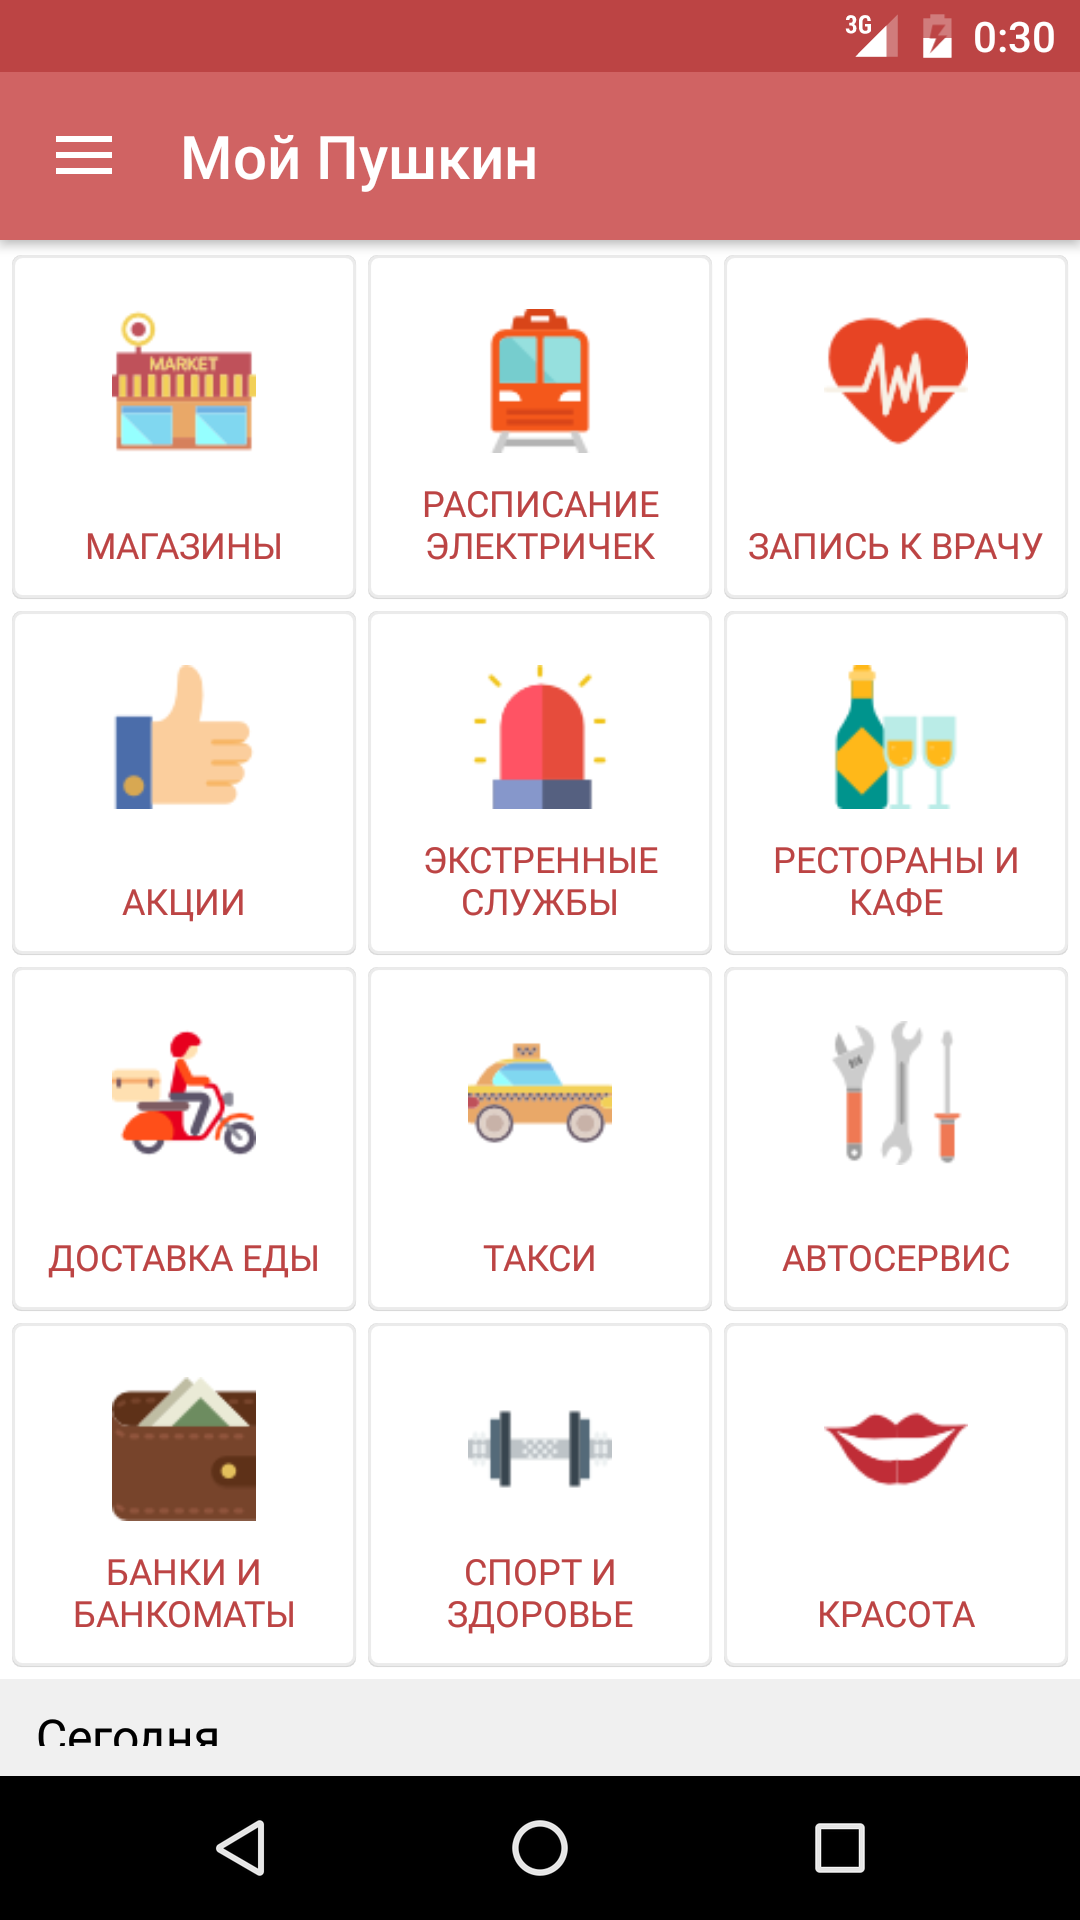 3G 0:30
Мой Пушкин
MARKET
МАГАЗИНЫ
РАСПИСАНИЕ
ЭЛЕКТРИЧЕК
ЗАПИСЬ К ВРАЧУ
АКЦИИ
ЭКСТРЕННЫЕ
СЛУЖБЫ
РЕСТОРАНЫ И
КАФЕ
ДОСТАВКА ЕДЫ
ТАКСИ
АВТОСЕРВИС
БАНКИ И
БАНКОМАТЫ
СПОРТ И
ЗДОРОВЬЕ
КРАСОТА
Сегодня